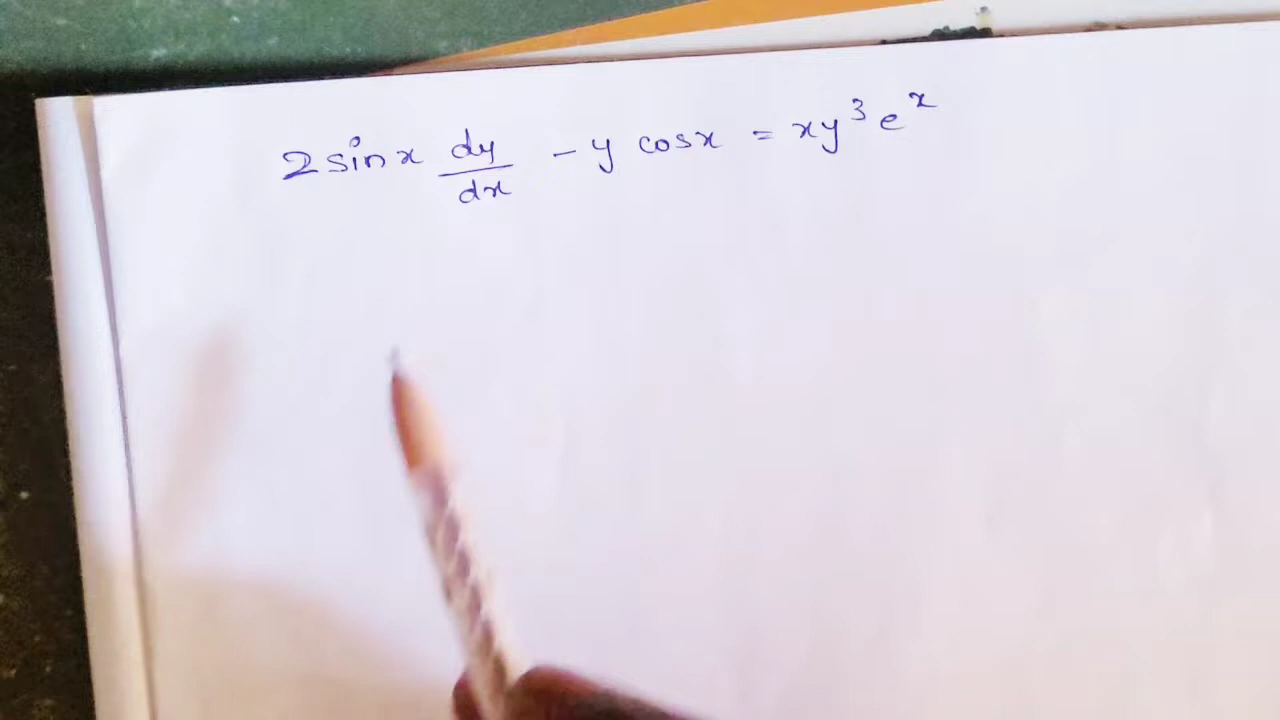 2 sin x dy/dx - y cos x = xy³ eˣ